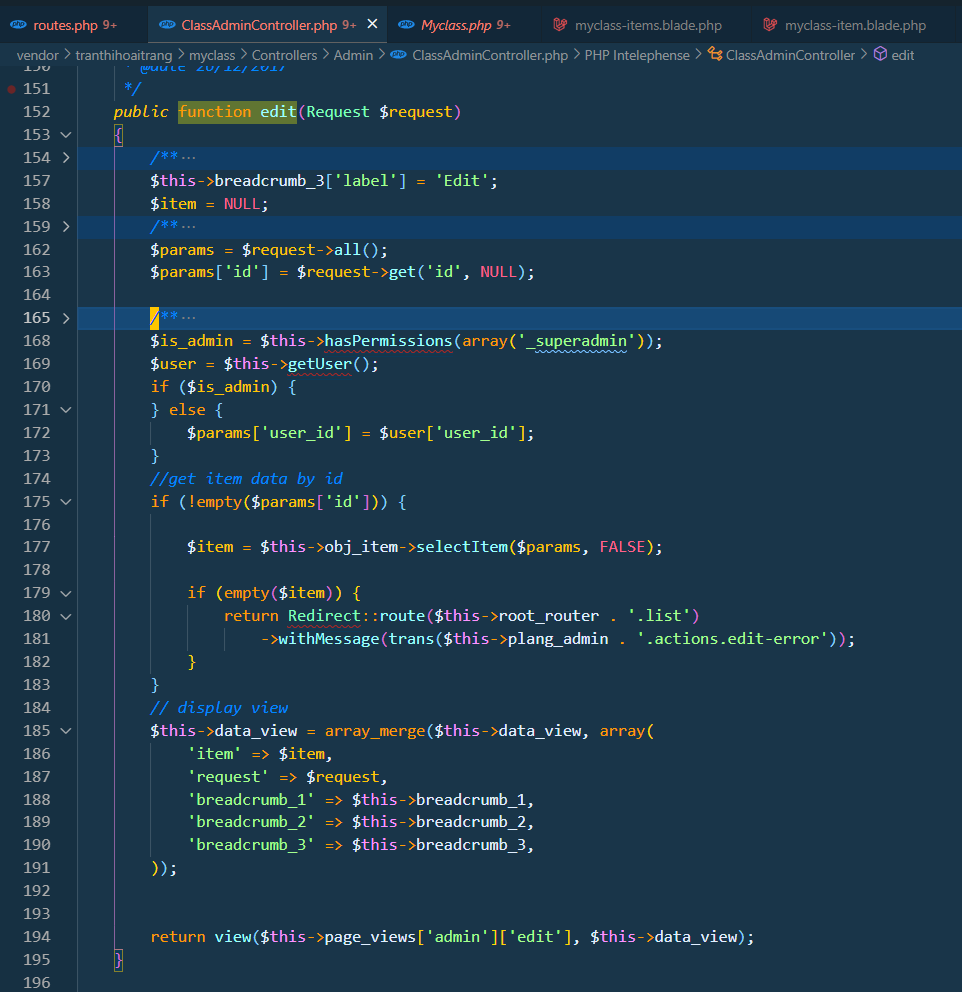 routes.php 9+ ClassAdminController.php 9+ × Myclass.php 9+ myclass-items.blade.php myclass-item.blade.php
vendor > tranthihoaitrang > myclass > Controllers > Admin > ClassAdminController.php > PHP Intelephense > ClassAdminController > edit
150 * @date 26/12/2017
151 */
152 public function edit(Request $request)
153 {
154 /** ···
157 $this->breadcrumb_3['label'] = 'Edit';
158 $item = NULL;
159 /** ···
162 $params = $request->all();
163 $params['id'] = $request->get('id', NULL);
164
165 /** ···
168 $is_admin = $this->hasPermissions(array('_superadmin'));
169 $user = $this->getUser();
170 if ($is_admin) {
171 } else {
172 $params['user_id'] = $user['user_id'];
173 }
174 //get item data by id
175 if (!empty($params['id'])) {
176
177 $item = $this->obj_item->selectItem($params, FALSE);
178
179 if (empty($item)) {
180 return Redirect::route($this->root_router . '.list')
181 ->withMessage(trans($this->plang_admin . '.actions.edit-error'));
182 }
183 }
184 // display view
185 $this->data_view = array_merge($this->data_view, array(
186 'item' => $item,
187 'request' => $request,
188 'breadcrumb_1' => $this->breadcrumb_1,
189 'breadcrumb_2' => $this->breadcrumb_2,
190 'breadcrumb_3' => $this->breadcrumb_3,
191 ));
192
193
194 return view($this->page_views['admin']['edit'], $this->data_view);
195 }
196